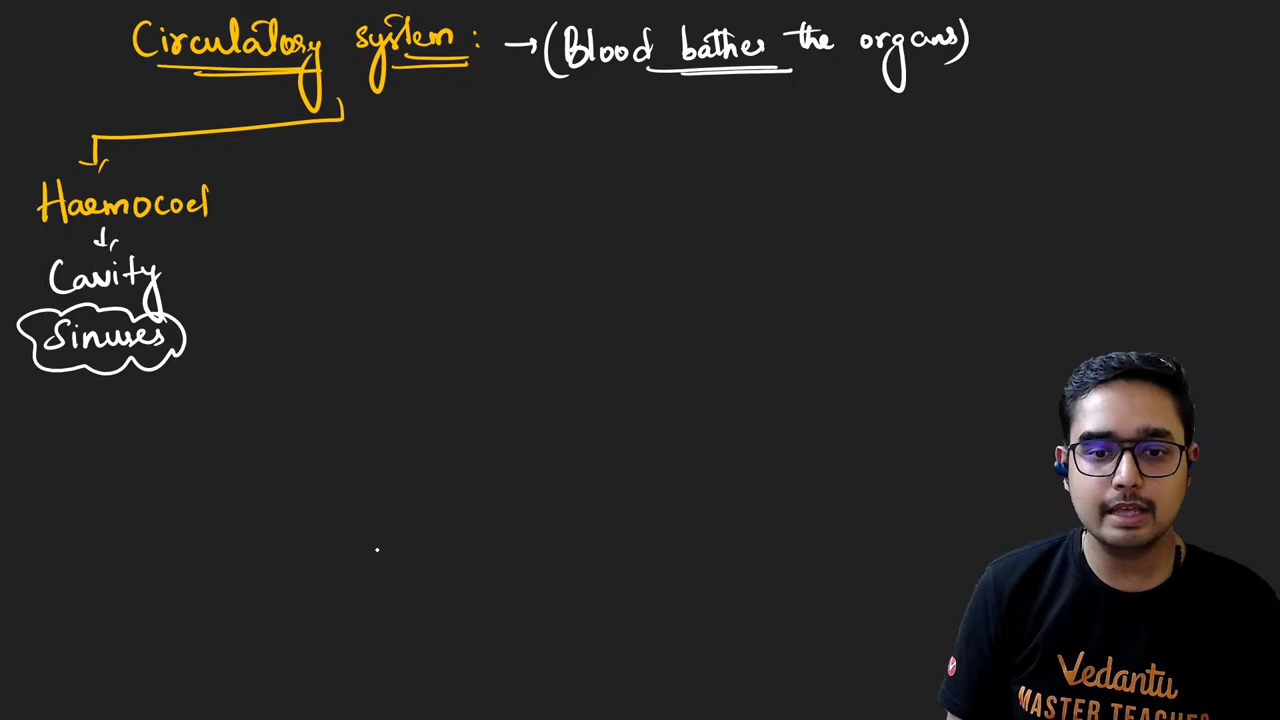 Circulatory system: → (Blood bathes the organs)
Haemocoel
Cavity
Sinuses
Vedantu
MASTER TEACHER